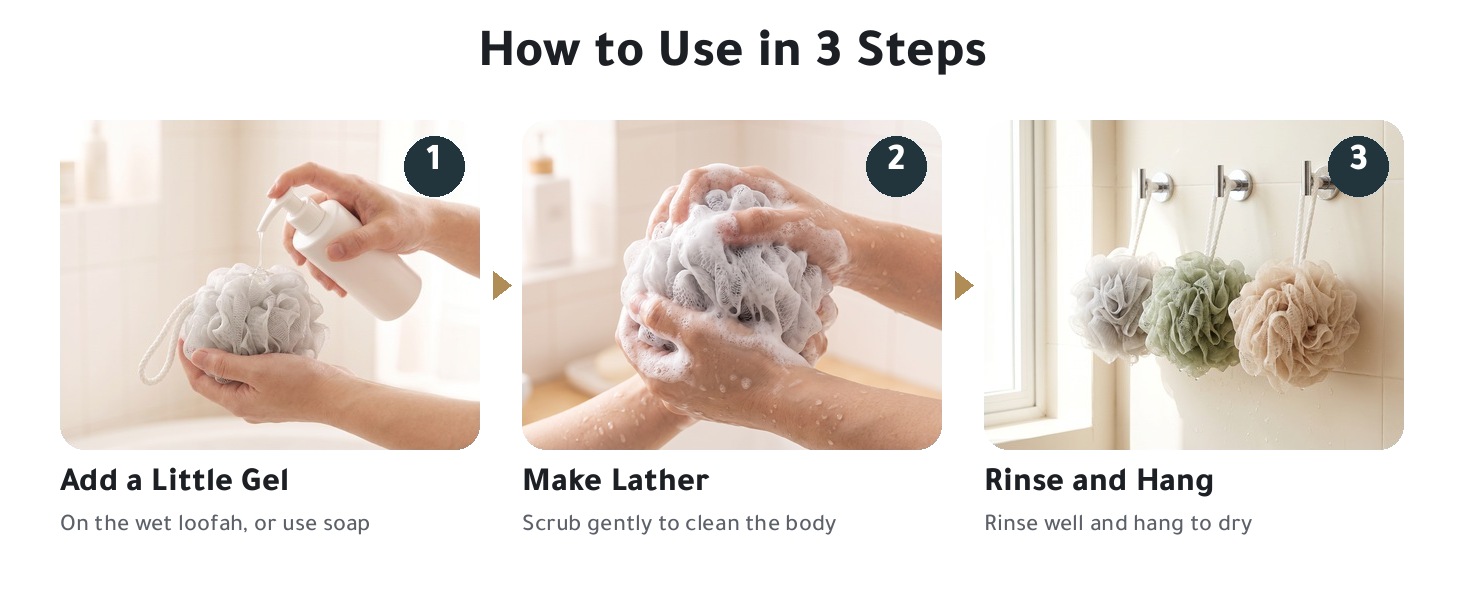 How to Use in 3 Steps
1
2
3
Add a Little Gel
On the wet loofah, or use soap
Make Lather
Scrub gently to clean the body
Rinse and Hang
Rinse well and hang to dry